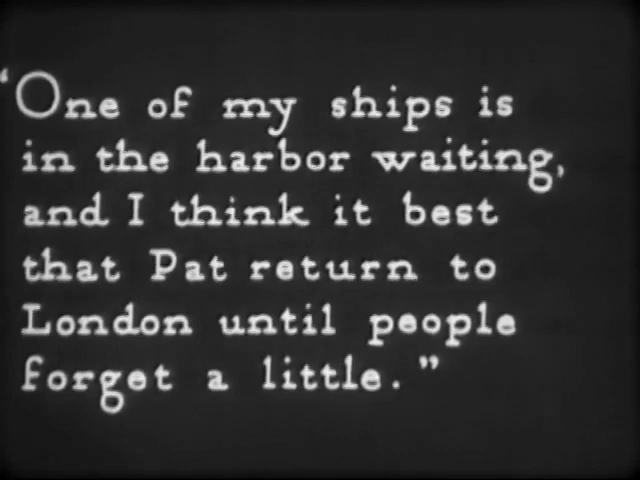 “One of my ships is
in the harbor waiting,
and I think it best
that Pat return to
London until people
forget a little.”